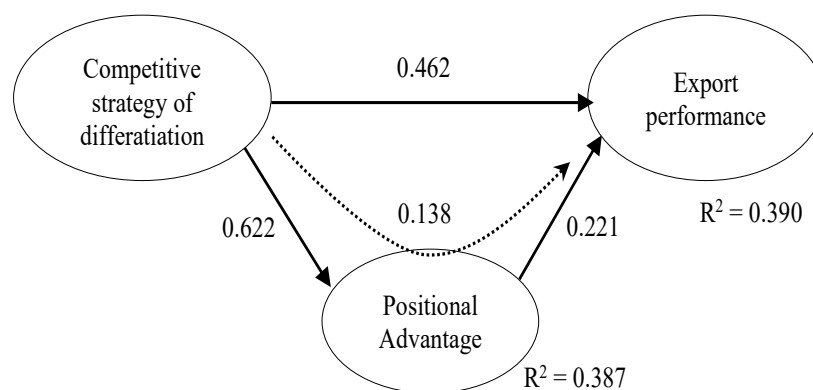 Competitive
strategy of
differatiation
0.462
Export
performance
0.622
0.138
0.221
R² = 0.390
Positional
Advantage
R² = 0.387